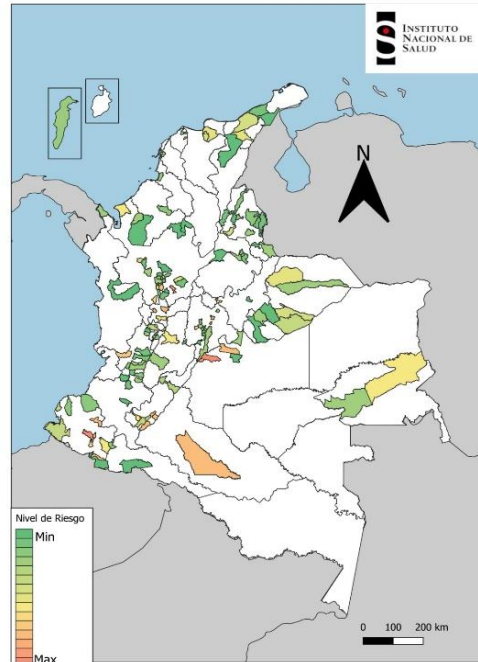 INSTITUTO
NACIONAL DE
SALUD
N
Nivel de Riesgo
Min
Max
0 100 200 km